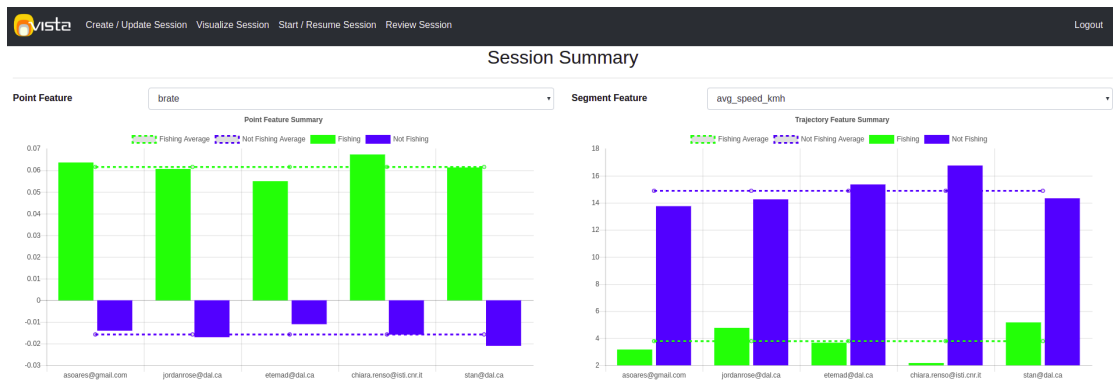 vista Create / Update Session Visualize Session Start / Resume Session Review Session Logout
Session Summary
Point Feature brate
Segment Feature avg_speed_kmh
Point Feature Summary
Fishing Average Not Fishing Average Fishing Not Fishing
0.07
0.06
0.05
0.04
0.03
0.02
0.01
0
-0.01
-0.02
-0.03
asoares@gmail.com jordanrose@dal.ca etemad@dal.ca chiara.renso@isti.cnr.it stan@dal.ca
Trajectory Feature Summary
Fishing Average Not Fishing Average Fishing Not Fishing
18
16
14
12
10
8
6
4
2
asoares@gmail.com jordanrose@dal.ca etemad@dal.ca chiara.renso@isti.cnr.it stan@dal.ca